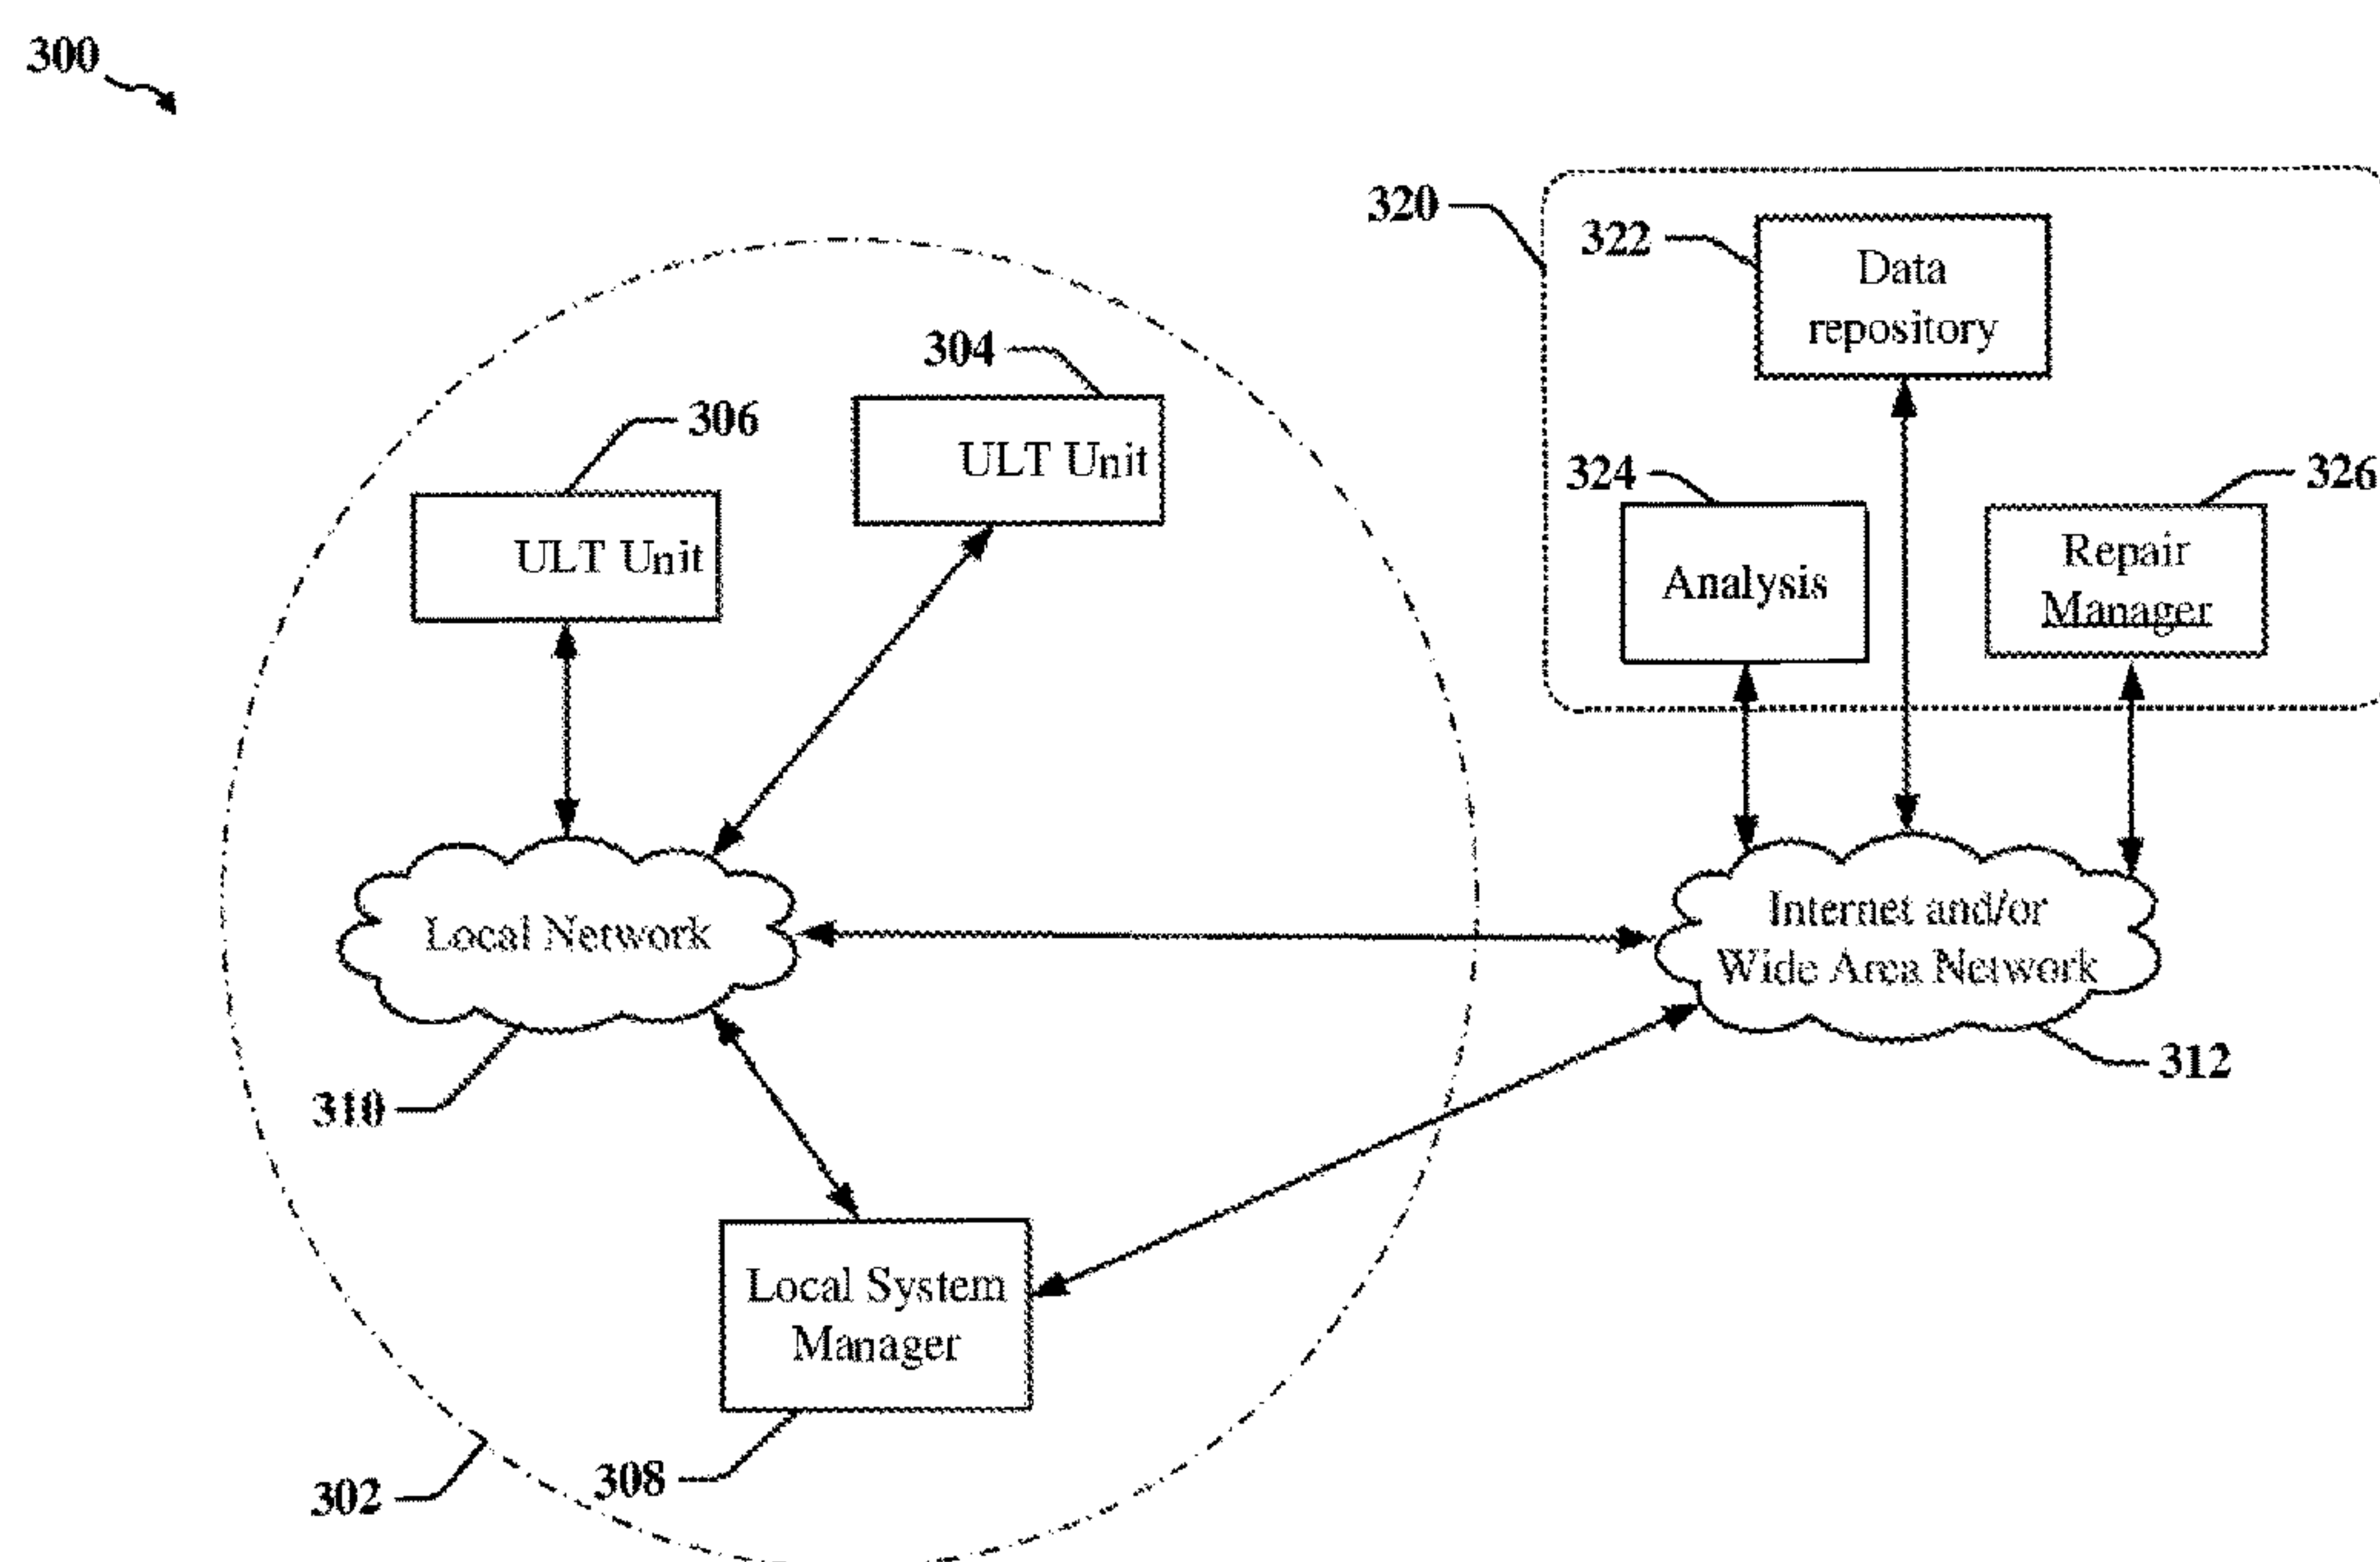 300
320
322
Data
repository
304
306
ULT Unit
ULT Unit
324
326
Analysis
Repair
Manager
Local Network
Internet and/or
Wide Area Network
310
312
Local System
Manager
308
302